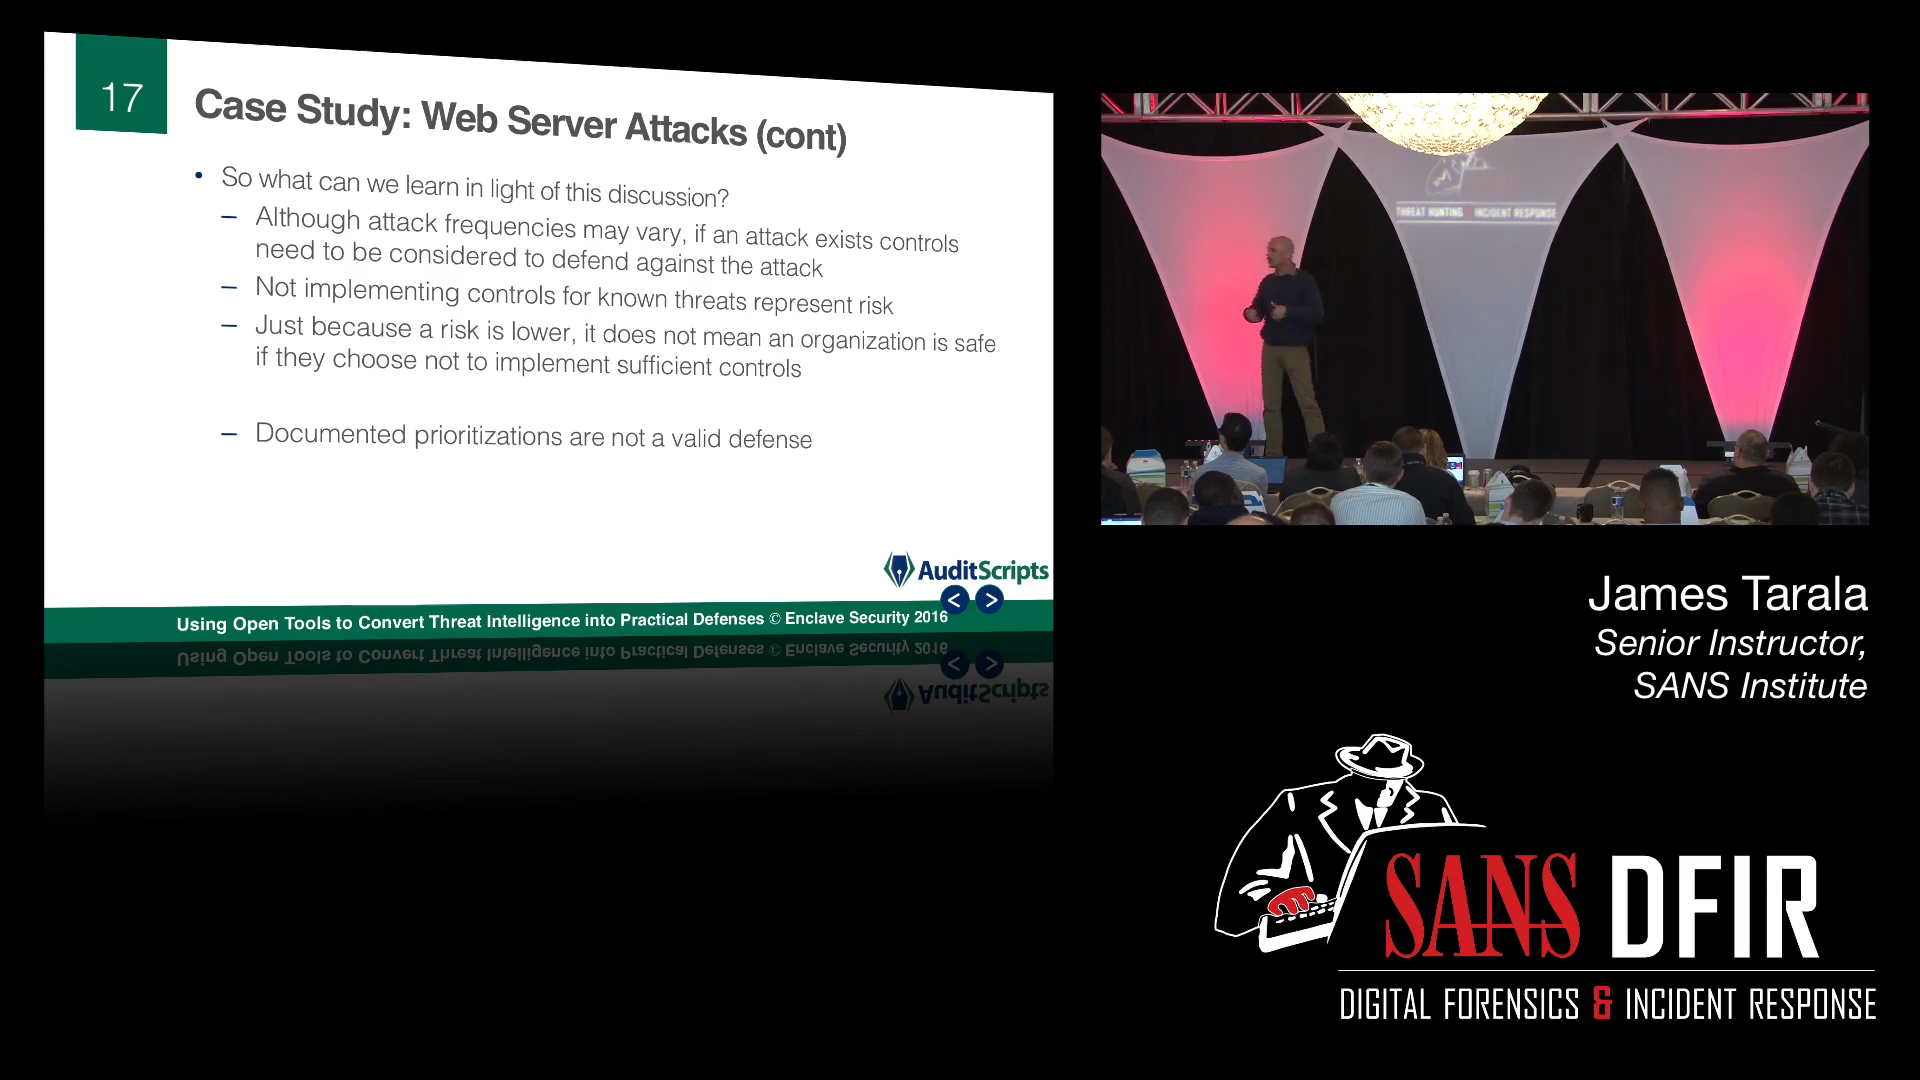 17
Case Study: Web Server Attacks (cont)
• So what can we learn in light of this discussion?
– Although attack frequencies may vary, if an attack exists controls
need to be considered to defend against the attack
– Not implementing controls for known threats represent risk
– Just because a risk is lower, it does not mean an organization is safe
if they choose not to implement sufficient controls
– Documented prioritizations are not a valid defense
AuditScripts
< >
Using Open Tools to Convert Threat Intelligence into Practical Defenses © Enclave Security 2016
THREAT HUNTING & INCIDENT RESPONSE
James Tarala
Senior Instructor,
SANS Institute
SANS DFIR
DIGITAL FORENSICS & INCIDENT RESPONSE